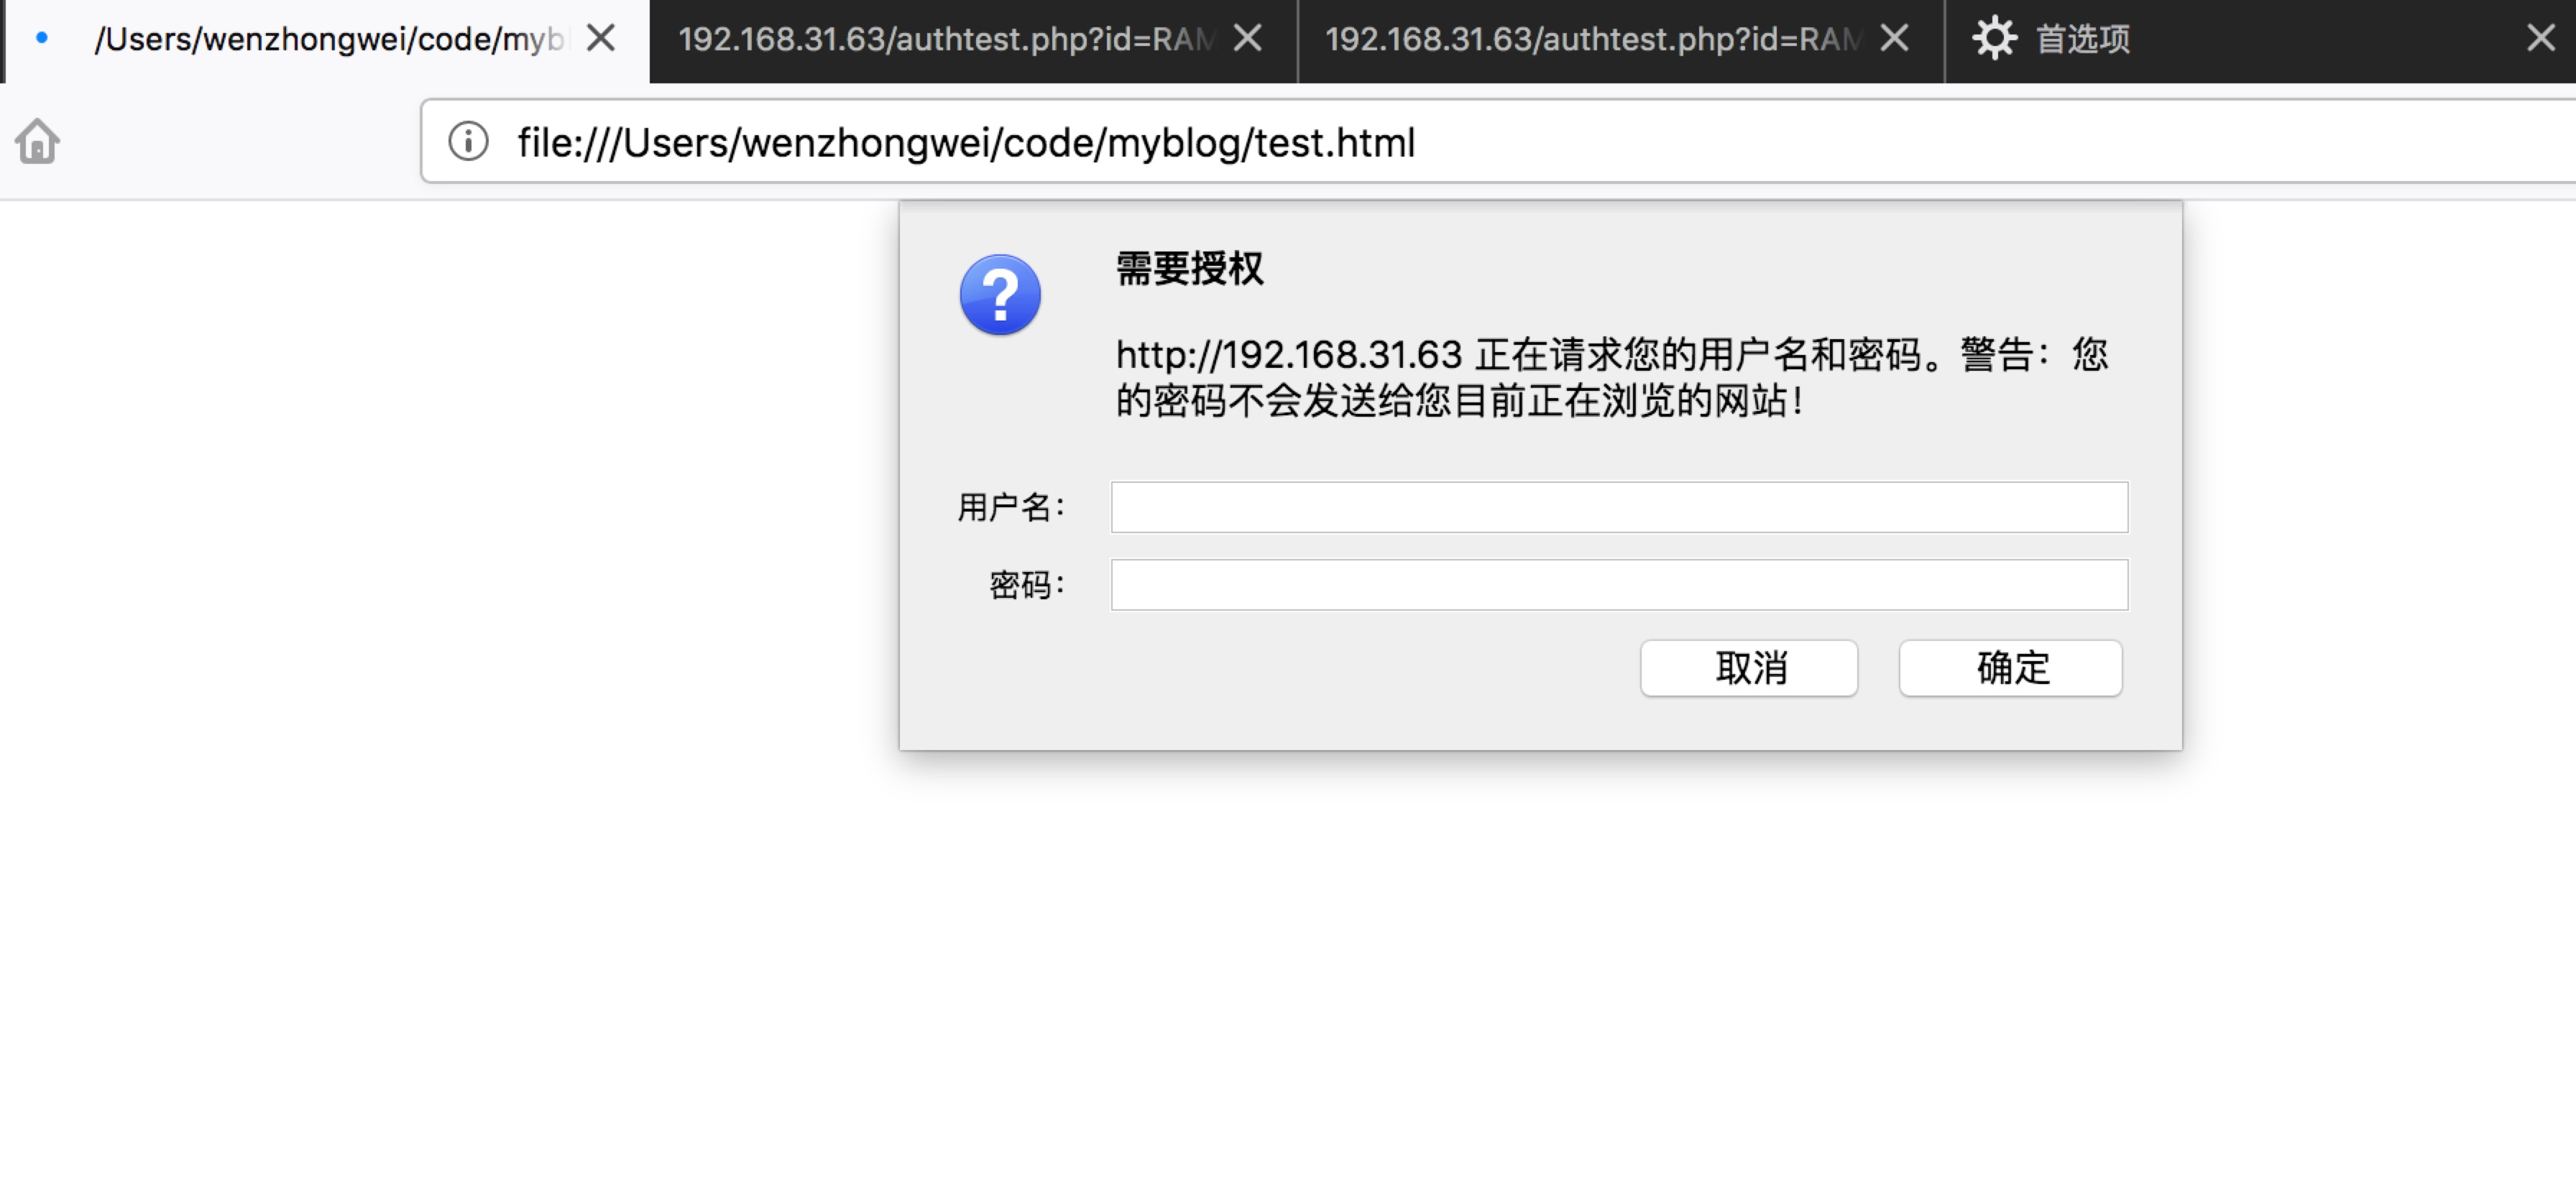 /Users/wenzhongwei/code/myb
192.168.31.63/authtest.php?id=RAM
192.168.31.63/authtest.php?id=RAM
首选项
file:///Users/wenzhongwei/code/myblog/test.html
需要授权
http://192.168.31.63 正在请求您的用户名和密码。警告：您
的密码不会发送给您目前正在浏览的网站！
用户名：
密码：
取消
确定